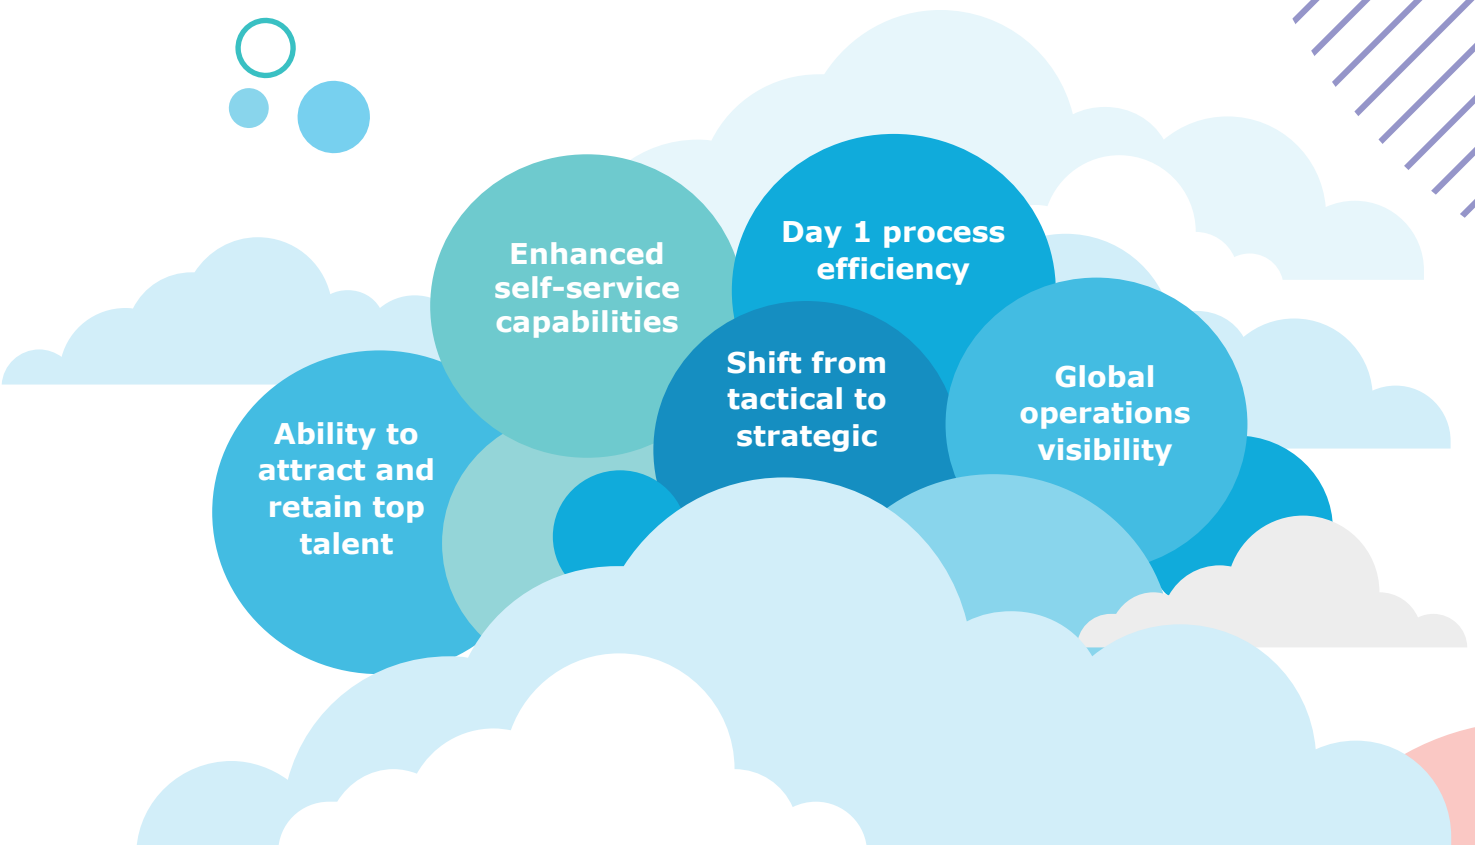 Enhanced
self-service
capabilities
Day 1 process
efficiency
Shift from
tactical to
strategic
Global
operations
visibility
Ability to
attract and
retain top
talent